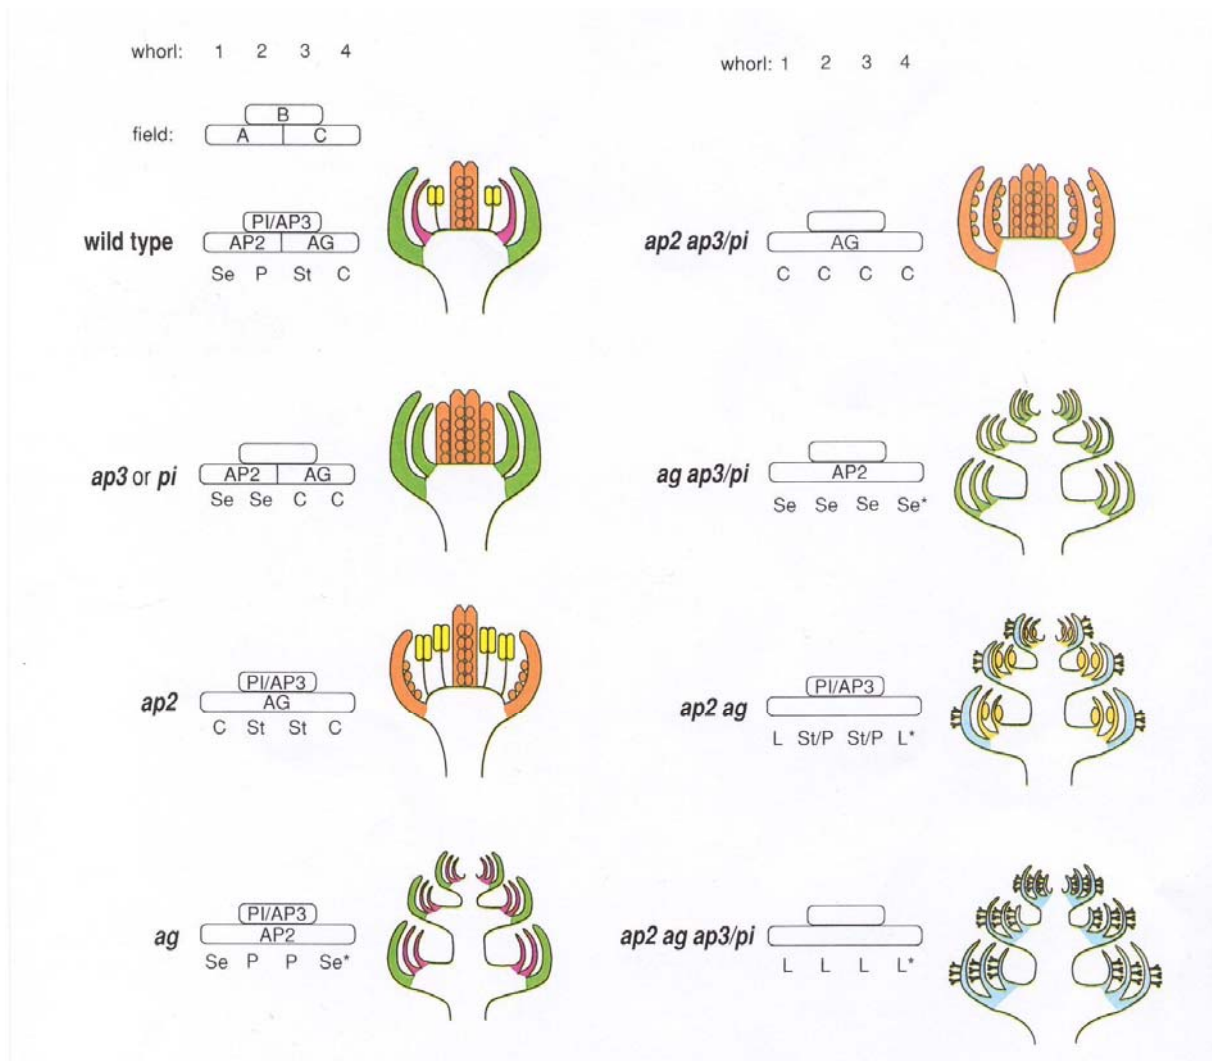 whorl: 1 2 3 4
B
field: A C
PI/AP3
wild type AP2 AG
Se P St C
ap3 or pi AP2 AG
Se Se C C
PI/AP3
ap2 AG
C St St C
PI/AP3
ag AP2
Se P P Se*
whorl: 1 2 3 4
ap2 ap3/pi AG
C C C C
ag ap3/pi AP2
Se Se Se Se*
PI/AP3
ap2 ag
L St/P St/P L*
ap2 ag ap3/pi
L L L L*